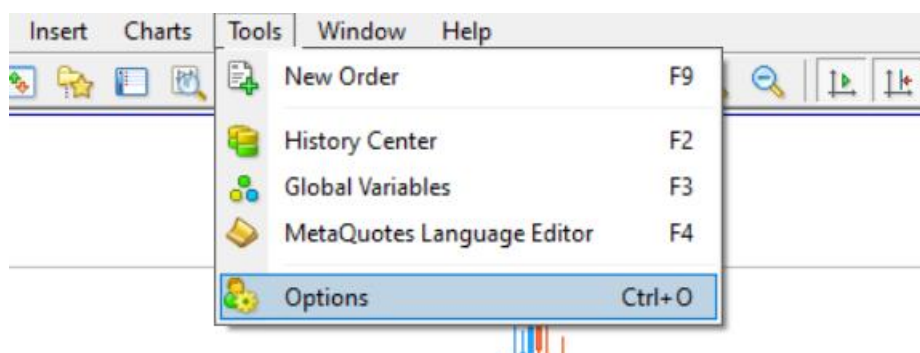 Insert Charts Tools Window Help
New Order F9
History Center F2
Global Variables F3
MetaQuotes Language Editor F4
Options Ctrl+O